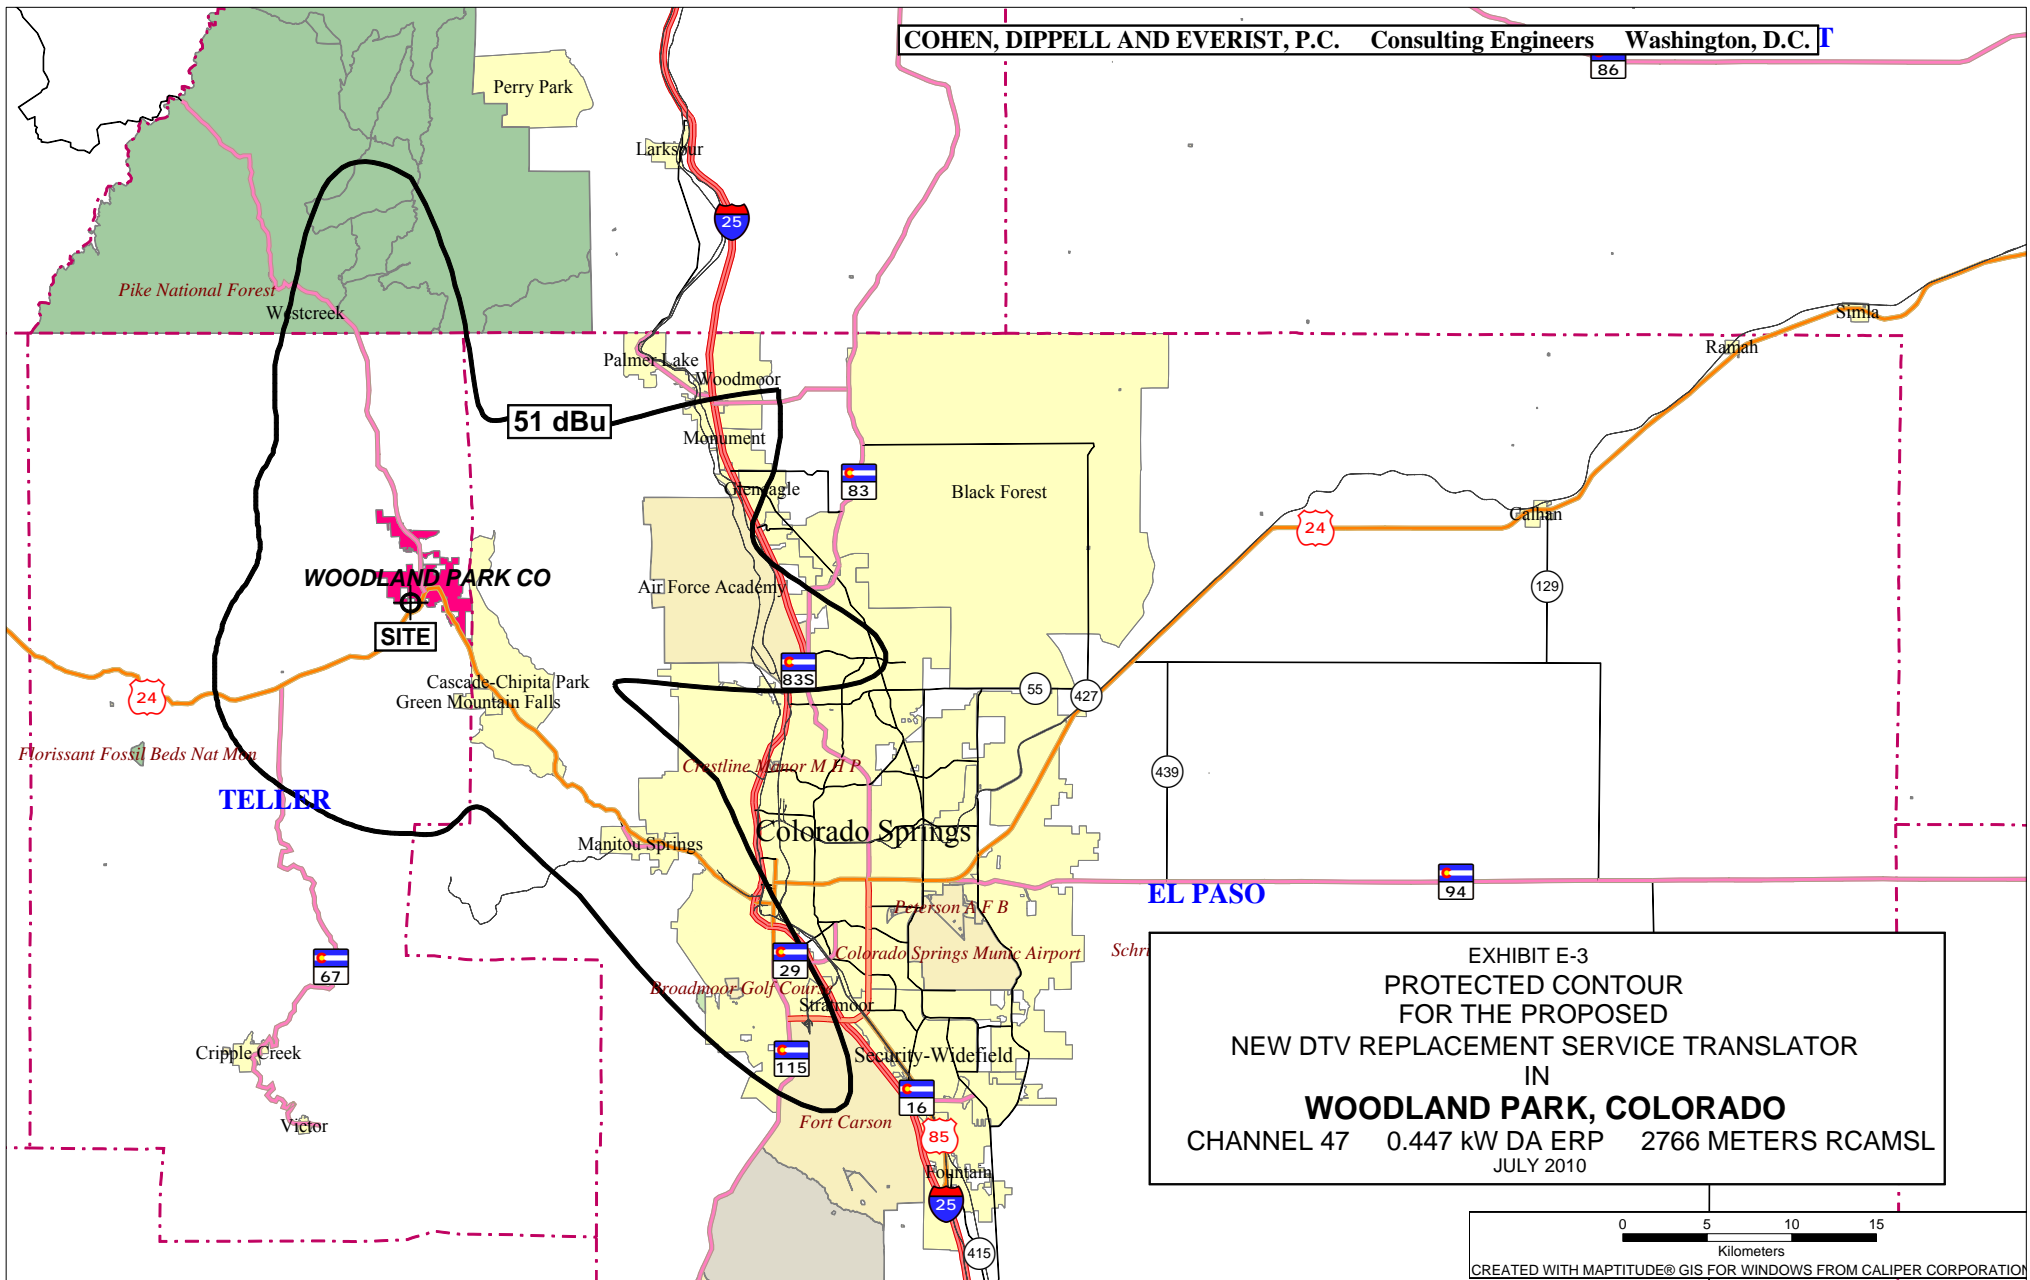 COHEN, DIPPELL AND EVERIST, P.C. Consulting Engineers Washington, D.C.
T
86
Perry Park
Larkspur
25
Pike National Forest
Westcreek
Simla
Ramah
Palmer Lake
Woodmoor
51 dBu
Monument
Gleneagle
83
Black Forest
Calhan
24
WOODLAND PARK CO
Air Force Academy
129
SITE
83S
Cascade-Chipita Park
Green Mountain Falls
24
55
427
Florissant Fossil Beds Nat Mon
Crestline Manor M H P
439
TELLER
Colorado Springs
Manitou Springs
94
EL PASO
Peterson A F B
Colorado Springs Munic Airport
Schri
29
67
Broadmoor Golf Course
Stratmoor
Cripple Creek
Security-Widefield
115
16
Victor
Fort Carson
85
Fountain
25
415
EXHIBIT E-3
PROTECTED CONTOUR
FOR THE PROPOSED
NEW DTV REPLACEMENT SERVICE TRANSLATOR
IN
WOODLAND PARK, COLORADO
CHANNEL 47 0.447 kW DA ERP 2766 METERS RCAMSL
JULY 2010
0 5 10 15
Kilometers
CREATED WITH MAPTITUDE® GIS FOR WINDOWS FROM CALIPER CORPORATION